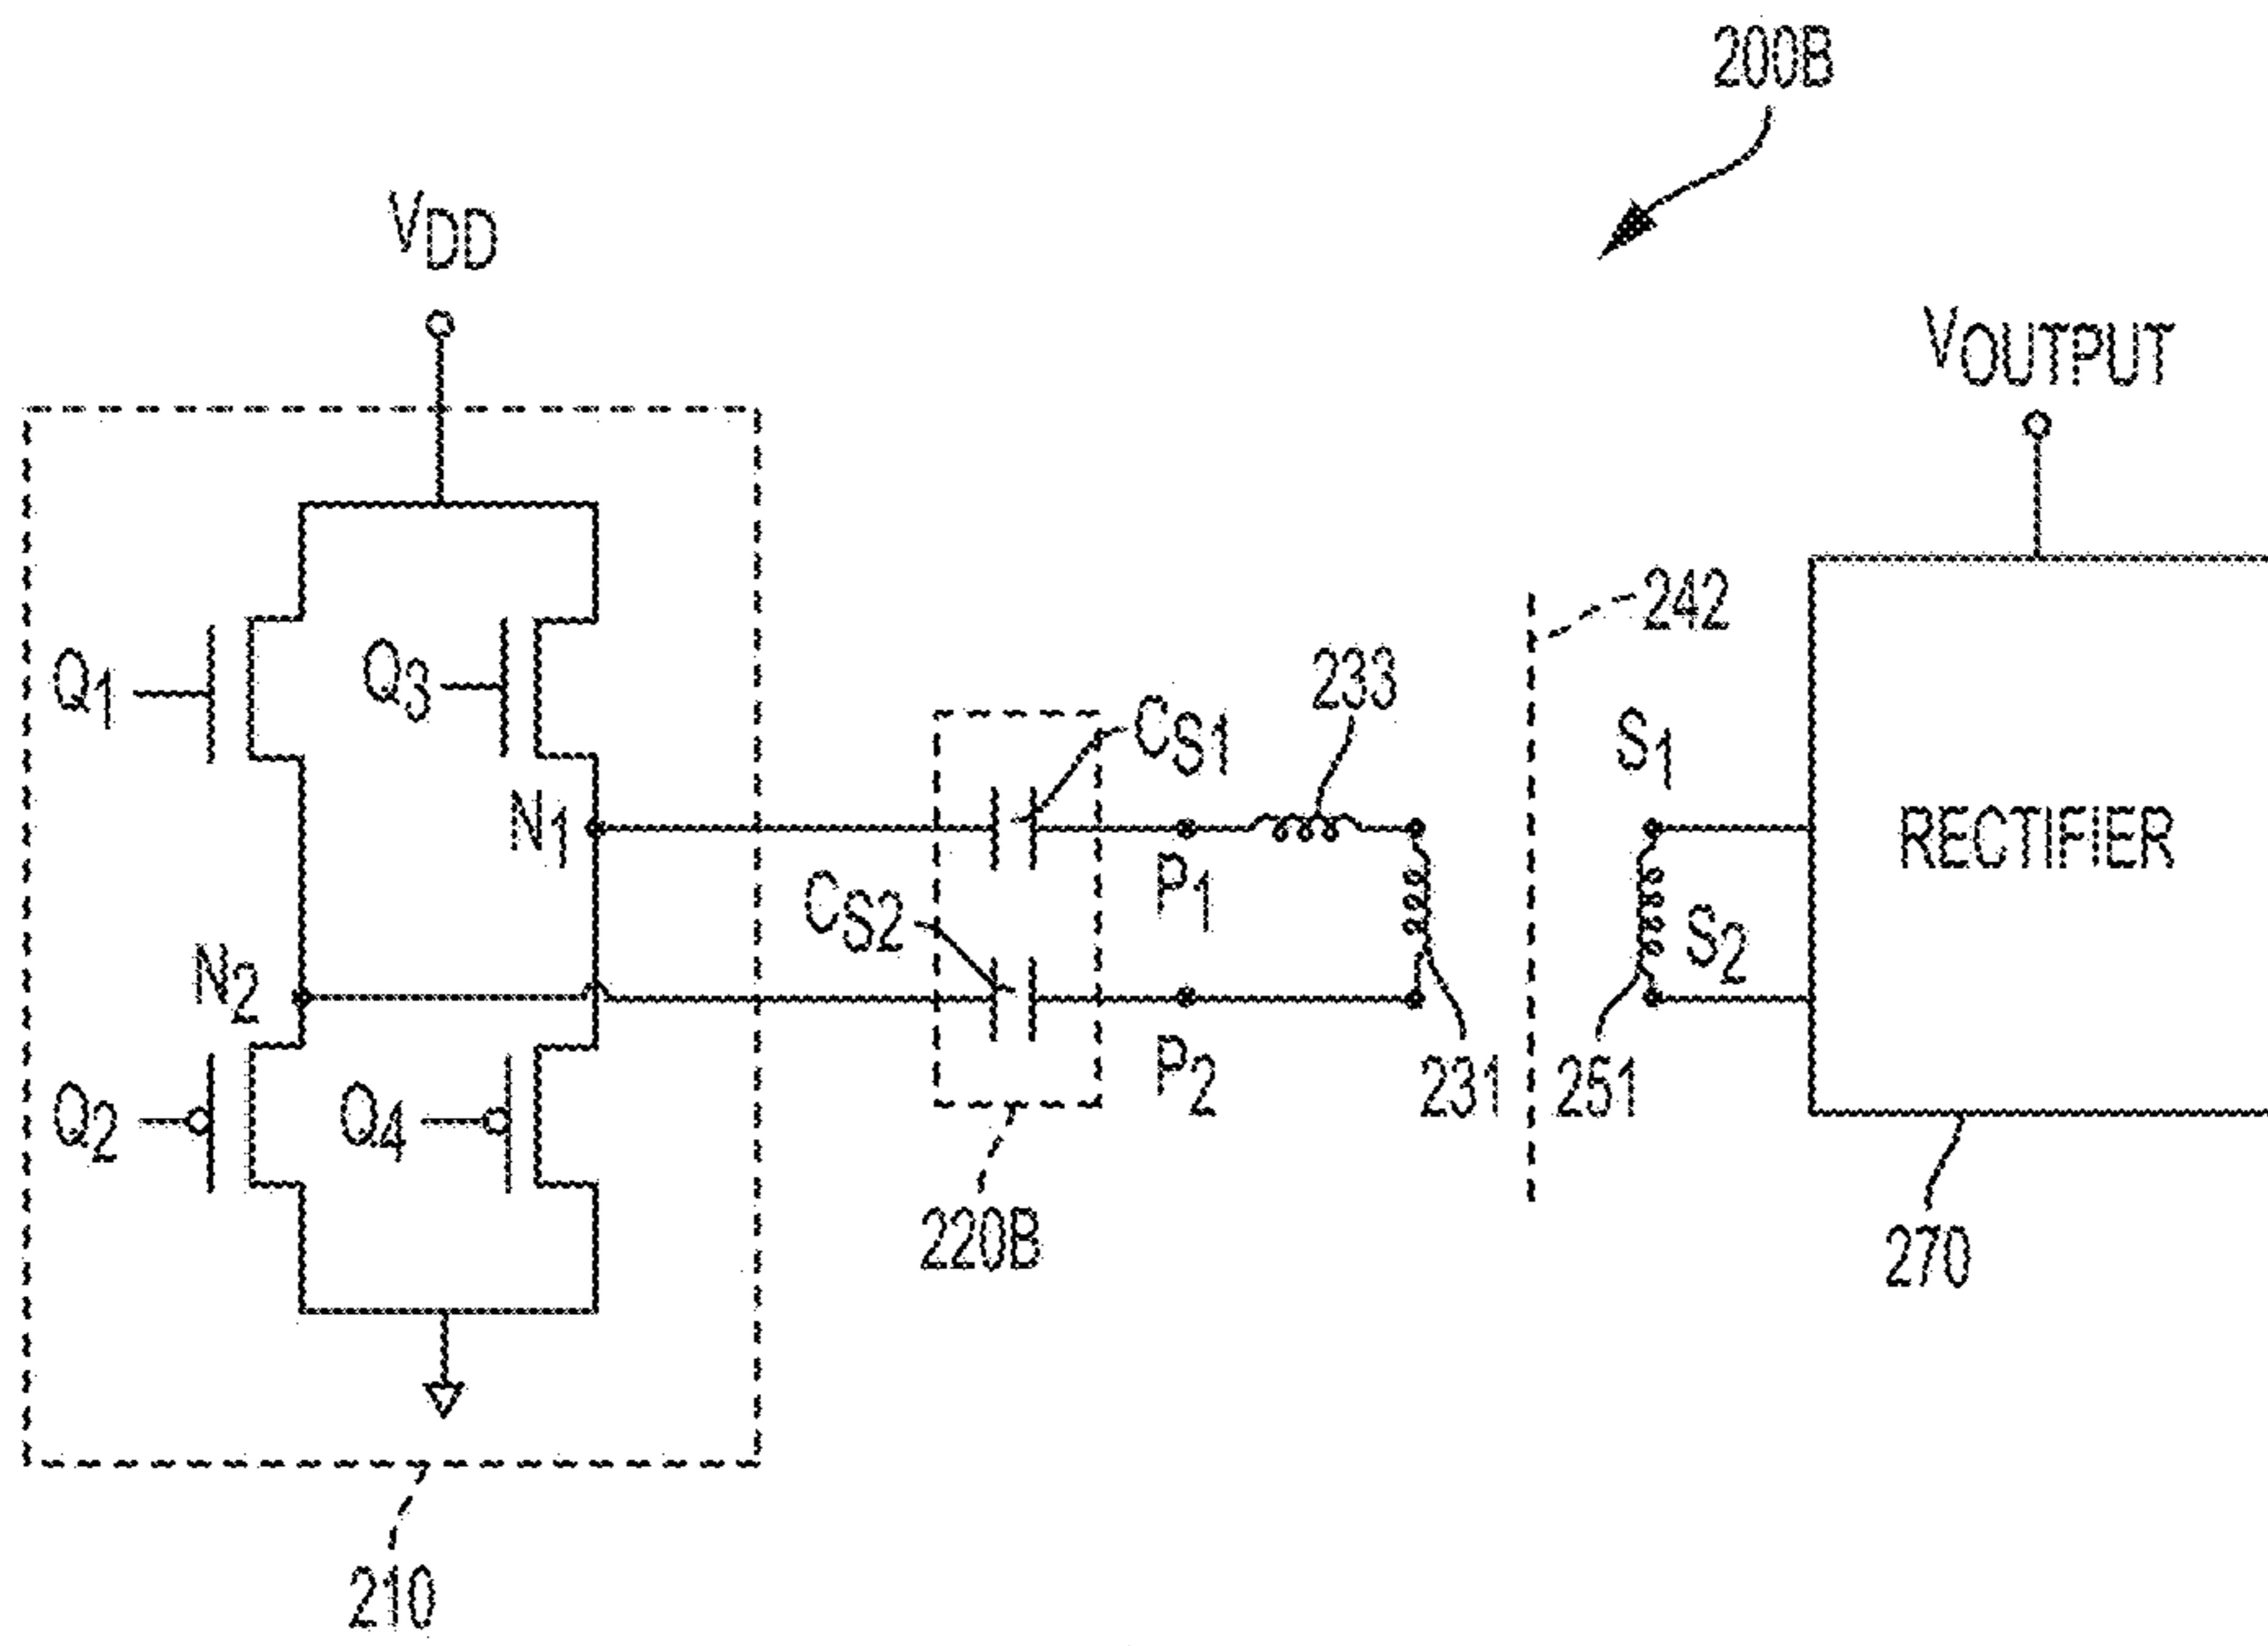 200B
VDD
VOUTPUT
242
233
Q1
Q3
CS1
S1
N1
RECTIFIER
P1
CS2
S2
N2
P2
231
251
Q2
Q4
220B
270
210